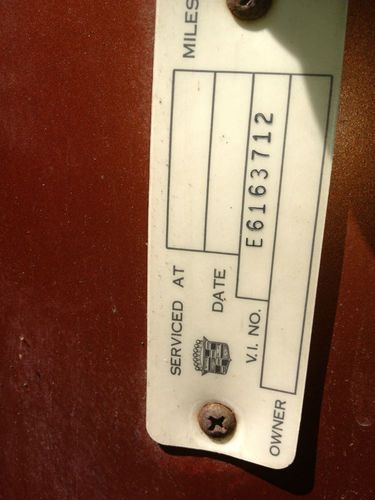 SERVICED AT
MILES
DATE
V.I. NO. E6163712
OWNER